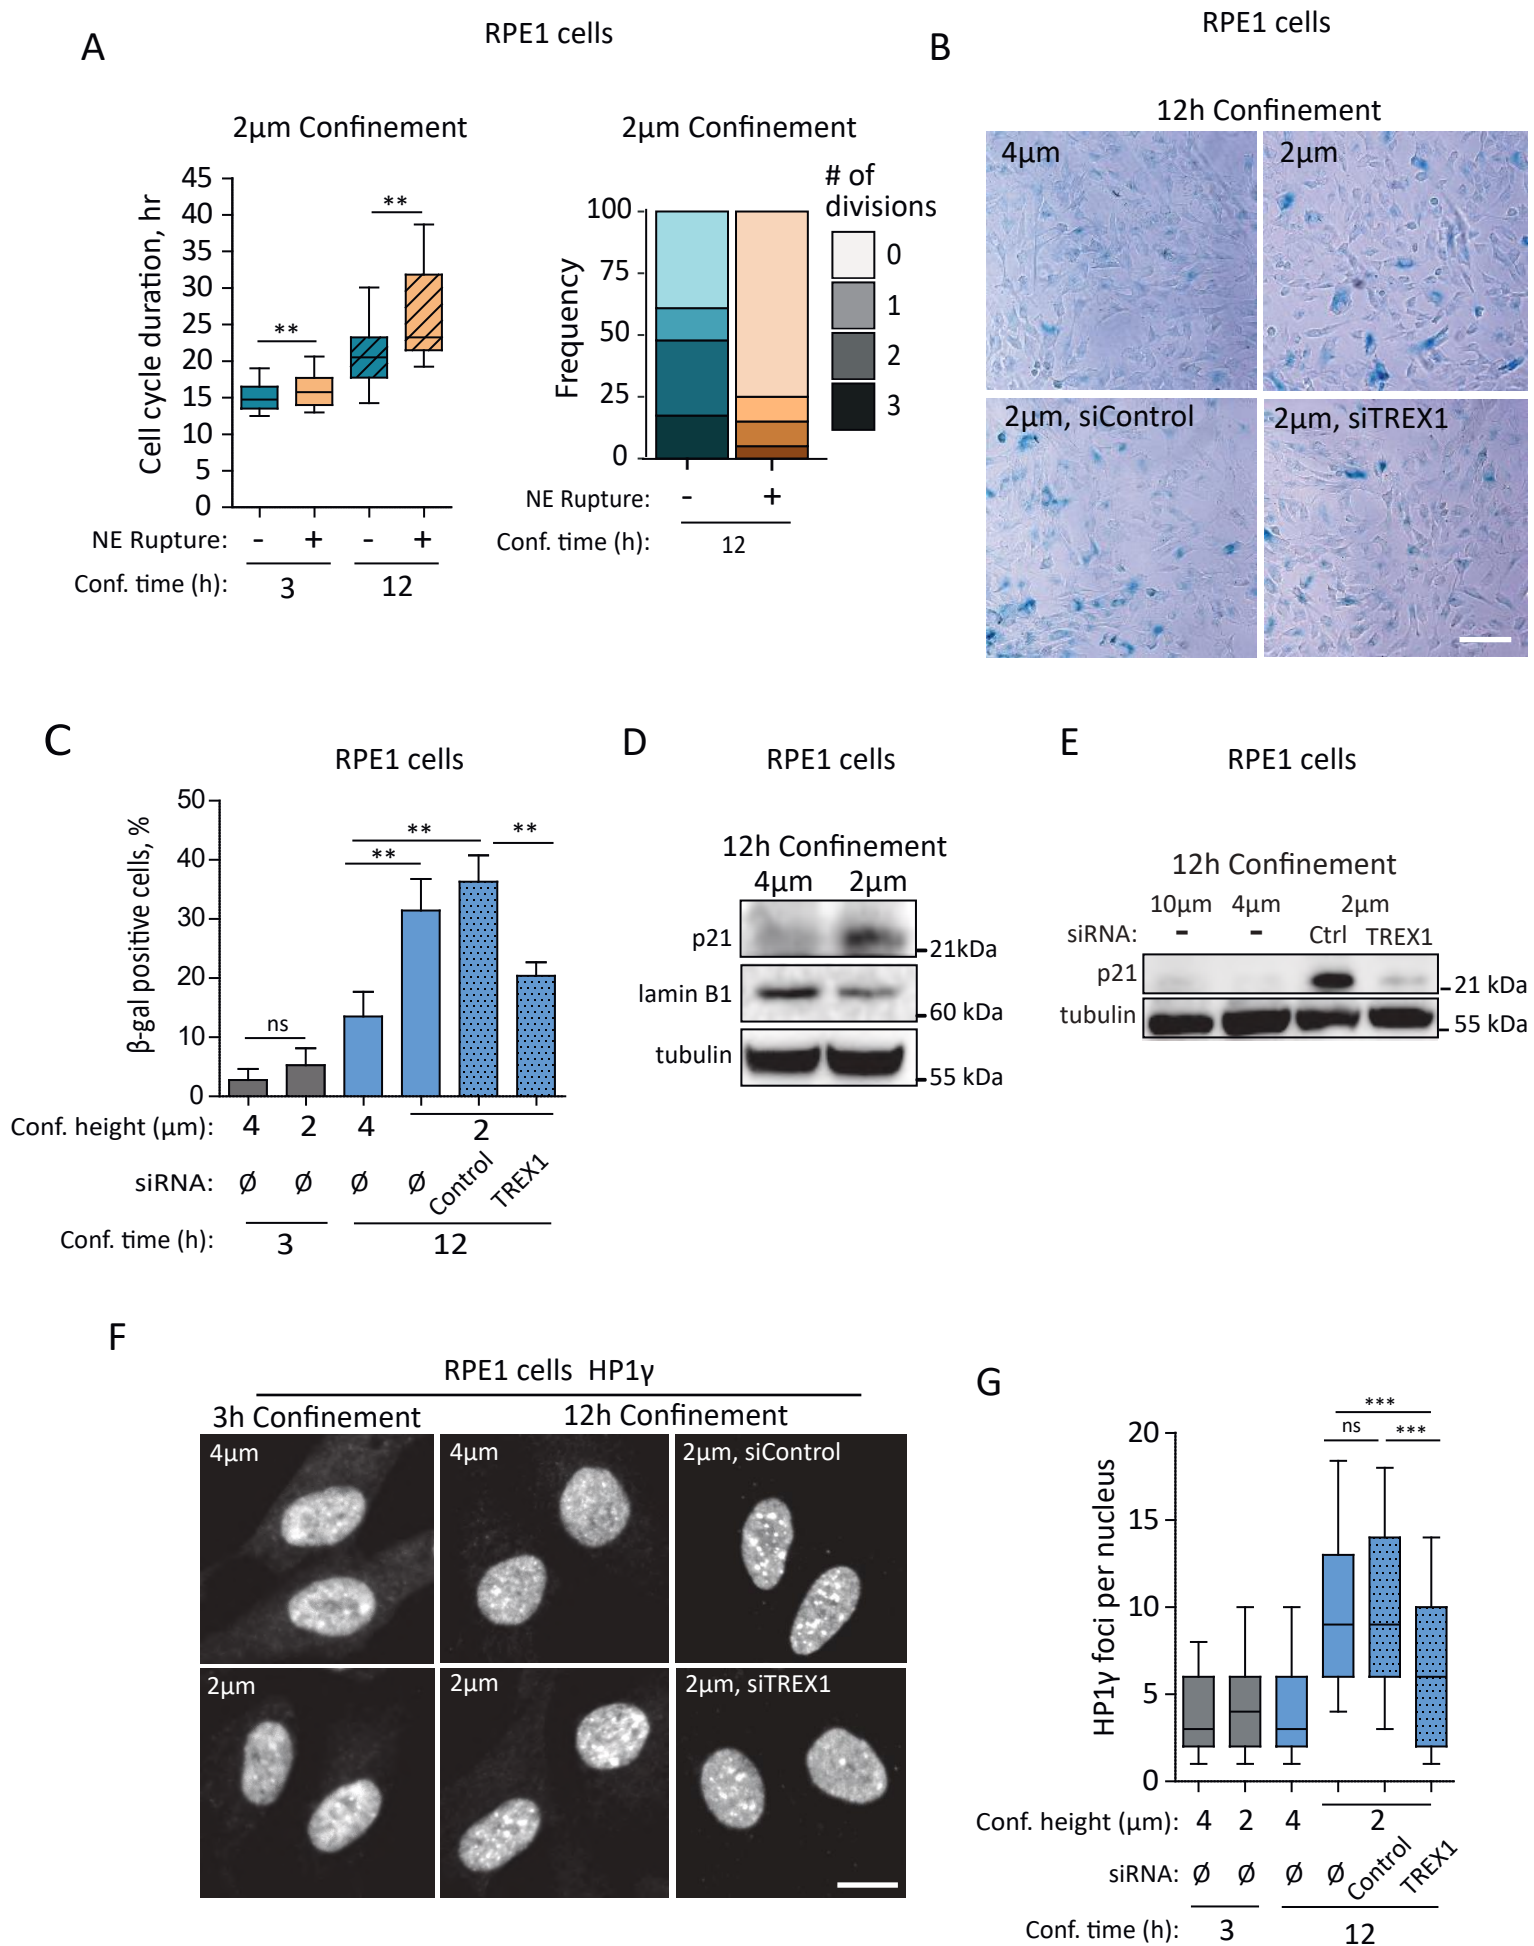 A
RPE1 cells
2µm Confinement
Cell cycle duration, hr
45
40
35
30
25
20
15
10
5
0
**
**
NE Rupture: - + - +
Conf. time (h): 3 12
2µm Confinement
Frequency
100
75
50
25
0
# of
divisions
0
1
2
3
NE Rupture: - +
Conf. time (h): 12
B
RPE1 cells
12h Confinement
4µm
2µm
2µm, siControl
2µm, siTREX1
C
RPE1 cells
β-gal positive cells, %
50
40
30
20
10
0
ns
**
**
**
Conf. height (µm): 4 2 4 2
siRNA: Ø Ø Ø Ø Control TREX1
Conf. time (h): 3 12
D
RPE1 cells
12h Confinement
4µm 2µm
p21
21kDa
lamin B1
60 kDa
tubulin
55 kDa
E
RPE1 cells
12h Confinement
10µm 4µm 2µm
siRNA: - - Ctrl TREX1
p21
21 kDa
tubulin
55 kDa
F
RPE1 cells HP1γ
3h Confinement
12h Confinement
4µm
4µm
2µm, siControl
2µm
2µm
2µm, siTREX1
G
HP1γ foci per nucleus
20
15
10
5
0
***
ns
***
Conf. height (µm): 4 2 4 2
siRNA: Ø Ø Ø Ø Control TREX1
Conf. time (h): 3 12